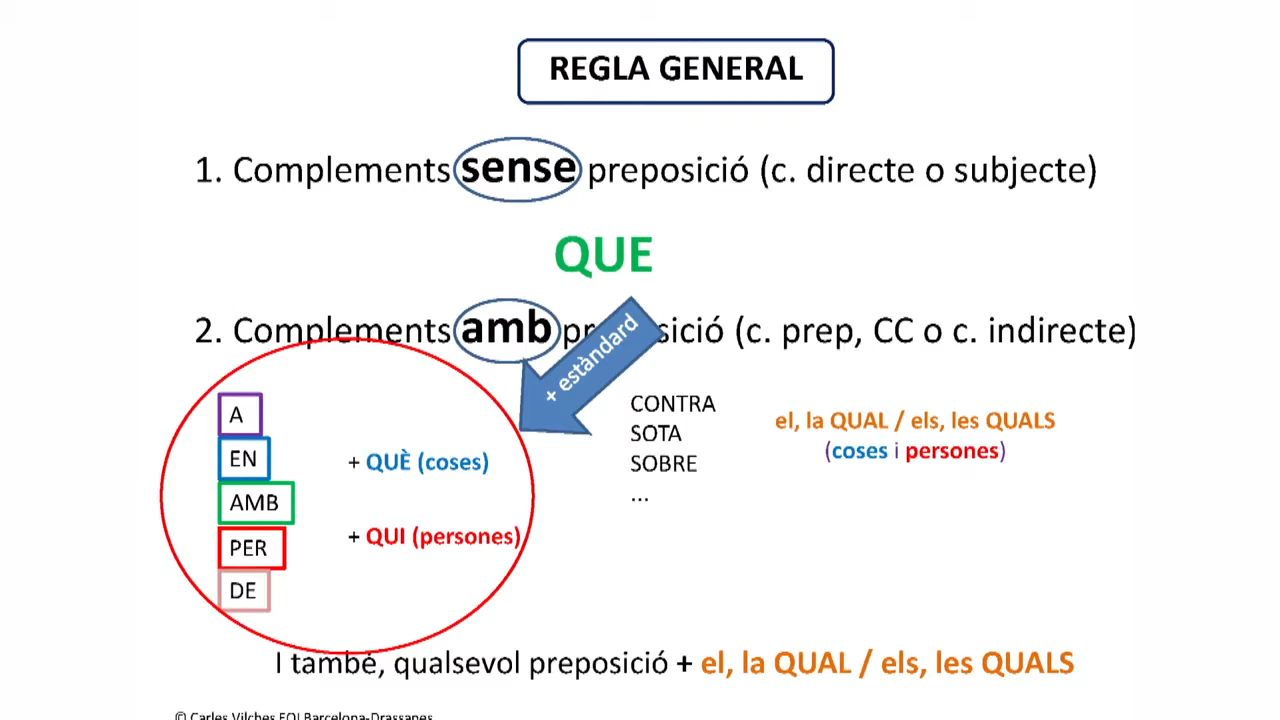 REGLA GENERAL
1. Complements sense preposició (c. directe o subjecte)
QUE
2. Complements amb sició (c. prep, CC o c. indirecte)
+ estàndard
A
EN
AMB
PER
DE
+ QUÈ (coses)
+ QUI (persones)
CONTRA
SOTA
SOBRE
...
el, la QUAL / els, les QUALS
(coses i persones)
I també, qualsevol preposició + el, la QUAL / els, les QUALS
© Carles Vilches EOI Barcelona-Drassanes